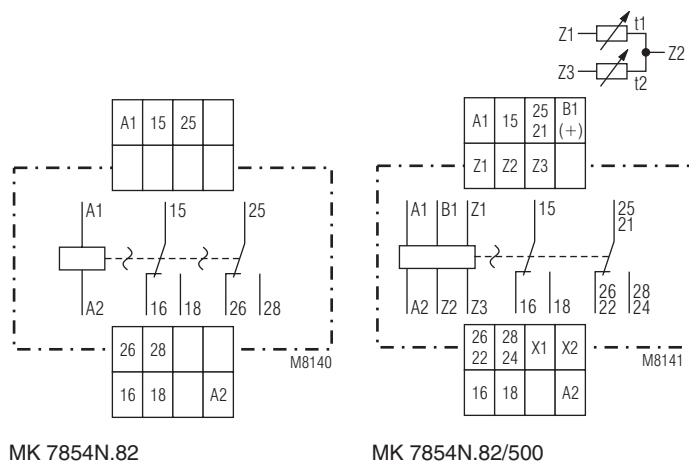 Z1 t1
Z2
Z3 t2
A1 15 25
A1 15 25 21 B1 (+)
Z1 Z2 Z3
A1 15 25
A2 16 18 26 28
A1 B1 Z1 15 25 21
A2 Z2 Z3 16 18 26 22 28 24
26 28
M8140
16 18 A2
26 22 28 24 X1 X2
M8141
16 18 A2
MK 7854N.82
MK 7854N.82/500